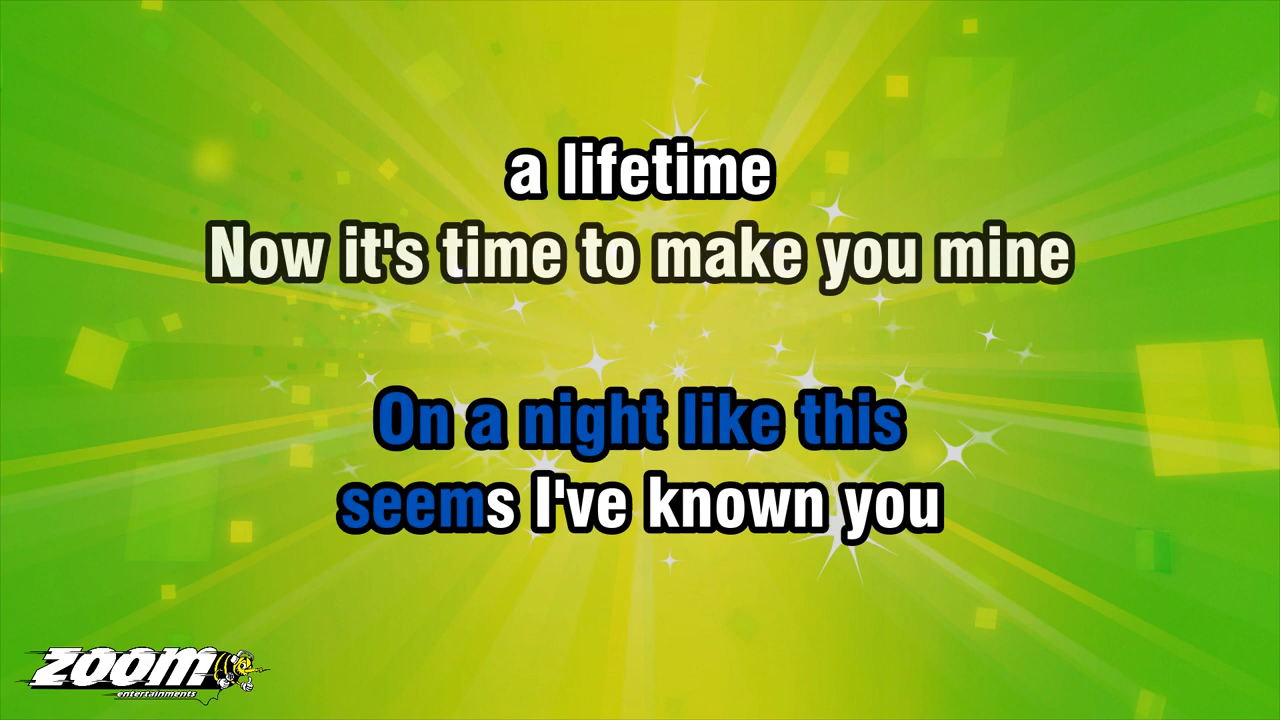 a lifetime
Now it's time to make you mine
On a night like this
seems I've known you
ZOOM
entertainments